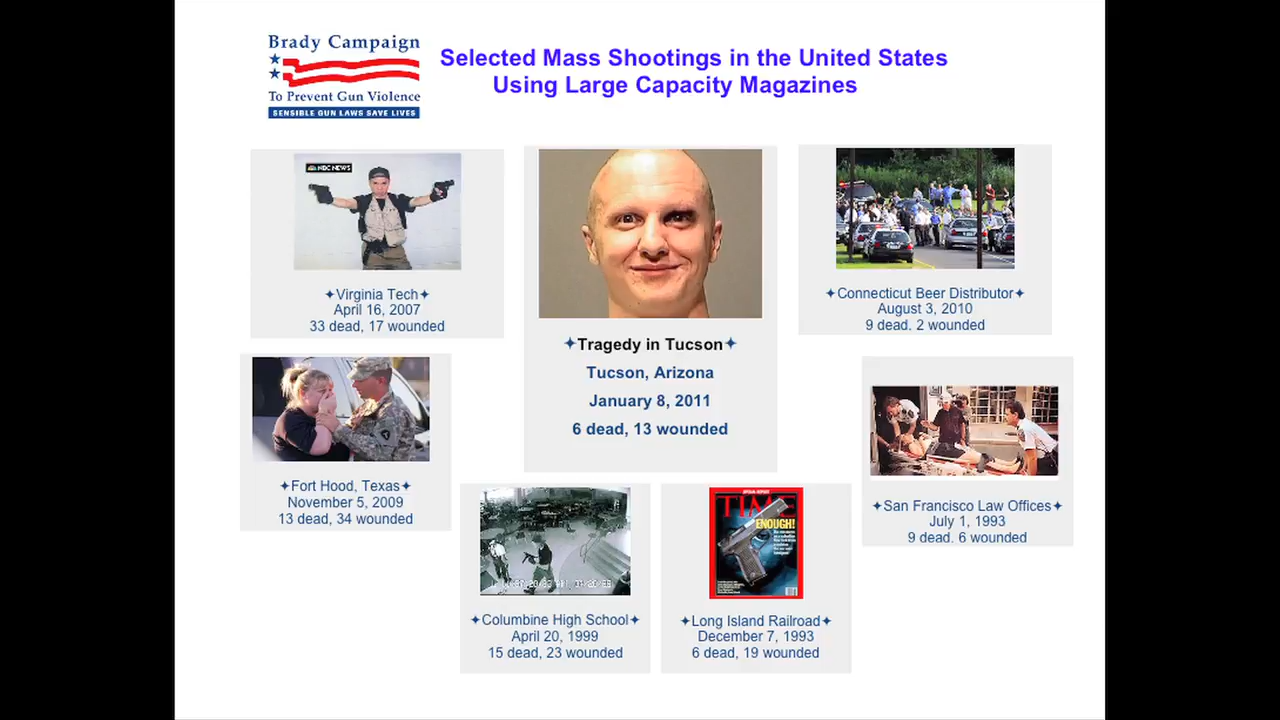 Brady Campaign
To Prevent Gun Violence
SENSIBLE GUN LAWS SAVE LIVES
Selected Mass Shootings in the United States
Using Large Capacity Magazines
NBC NEWS
✦Virginia Tech✦
April 16, 2007
33 dead, 17 wounded
✦Tragedy in Tucson✦
Tucson, Arizona
January 8, 2011
6 dead, 13 wounded
✦Connecticut Beer Distributor✦
August 3, 2010
9 dead. 2 wounded
✦Fort Hood, Texas✦
November 5, 2009
13 dead, 34 wounded
✦San Francisco Law Offices✦
July 1, 1993
9 dead. 6 wounded
✦Columbine High School✦
April 20, 1999
15 dead, 23 wounded
TIME
ENOUGH!
✦Long Island Railroad✦
December 7, 1993
6 dead, 19 wounded